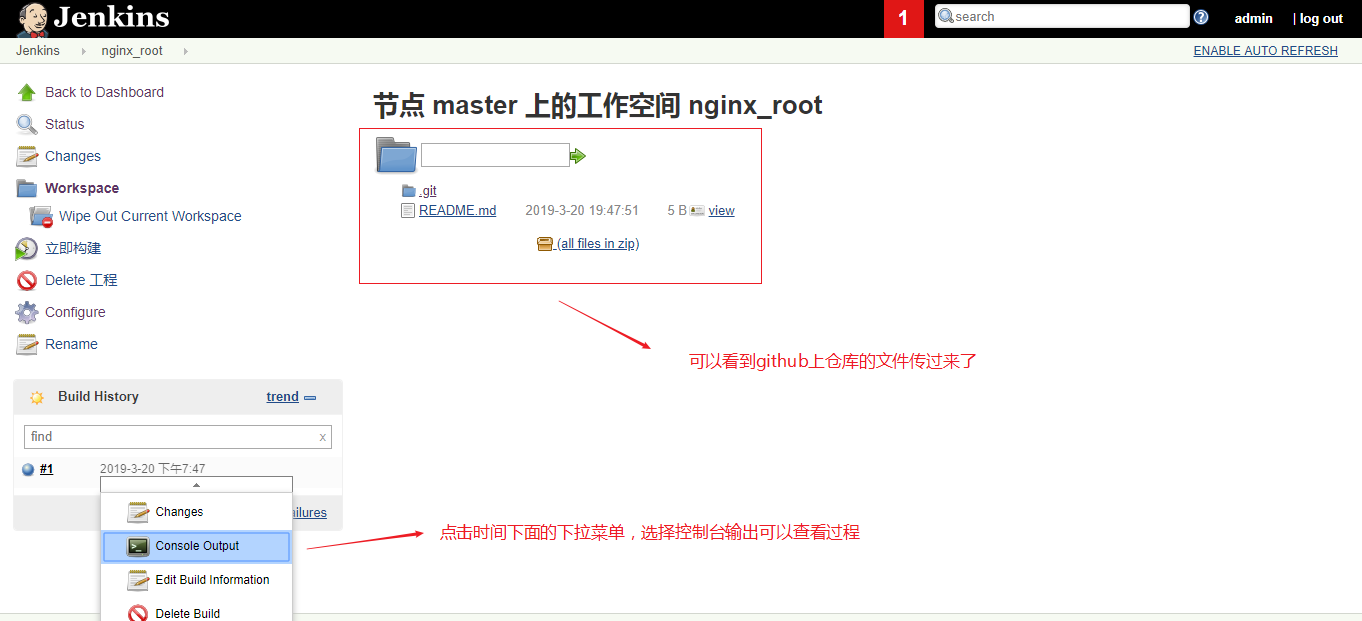 Jenkins
1
search
?
admin
| log out
Jenkins
nginx_root
ENABLE AUTO REFRESH
Back to Dashboard
Status
Changes
Workspace
Wipe Out Current Workspace
立即构建
Delete 工程
Configure
Rename
节点 master 上的工作空间 nginx_root
.git
README.md 2019-3-20 19:47:51 5 B view
(all files in zip)
可以看到github上仓库的文件传过来了
Build History trend
find x
#1 2019-3-20 下午7:47
ilures
Changes
Console Output
Edit Build Information
Delete Build
点击时间下面的下拉菜单，选择控制台输出可以查看过程